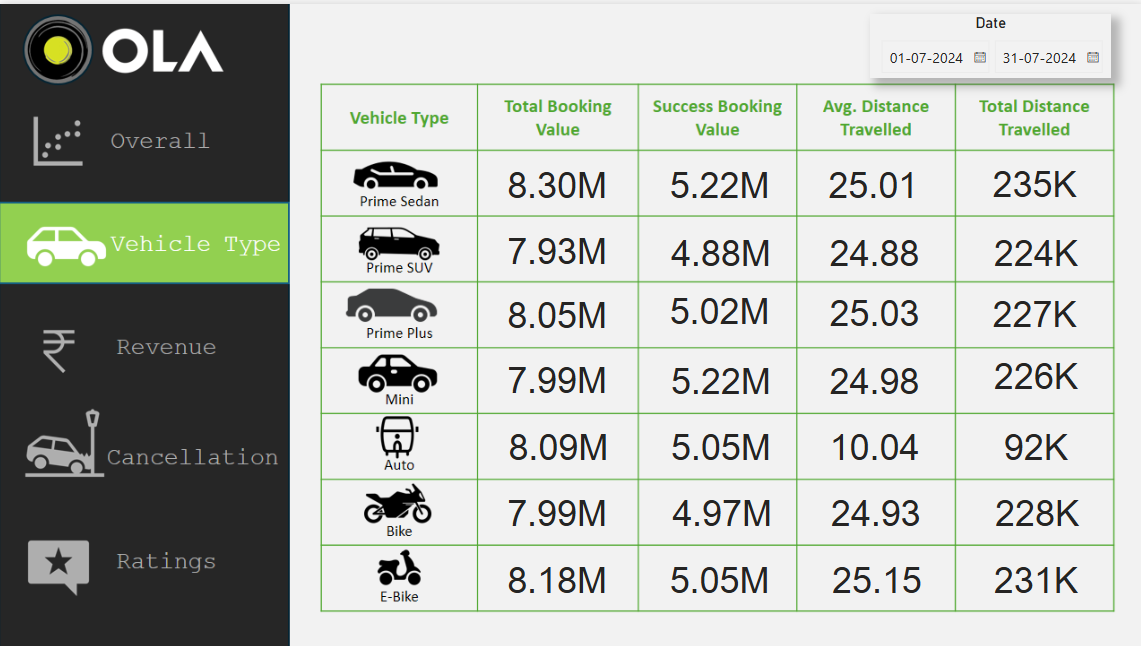 OLA
Date
01-07-2024 31-07-2024
Overall
Vehicle Type
Revenue
Cancellation
Ratings
Vehicle Type Total Booking Value Success Booking Value Avg. Distance Travelled Total Distance Travelled
Prime Sedan 8.30M 5.22M 25.01 235K
Prime SUV 7.93M 4.88M 24.88 224K
Prime Plus 8.05M 5.02M 25.03 227K
Mini 7.99M 5.22M 24.98 226K
Auto 8.09M 5.05M 10.04 92K
Bike 7.99M 4.97M 24.93 228K
E-Bike 8.18M 5.05M 25.15 231K